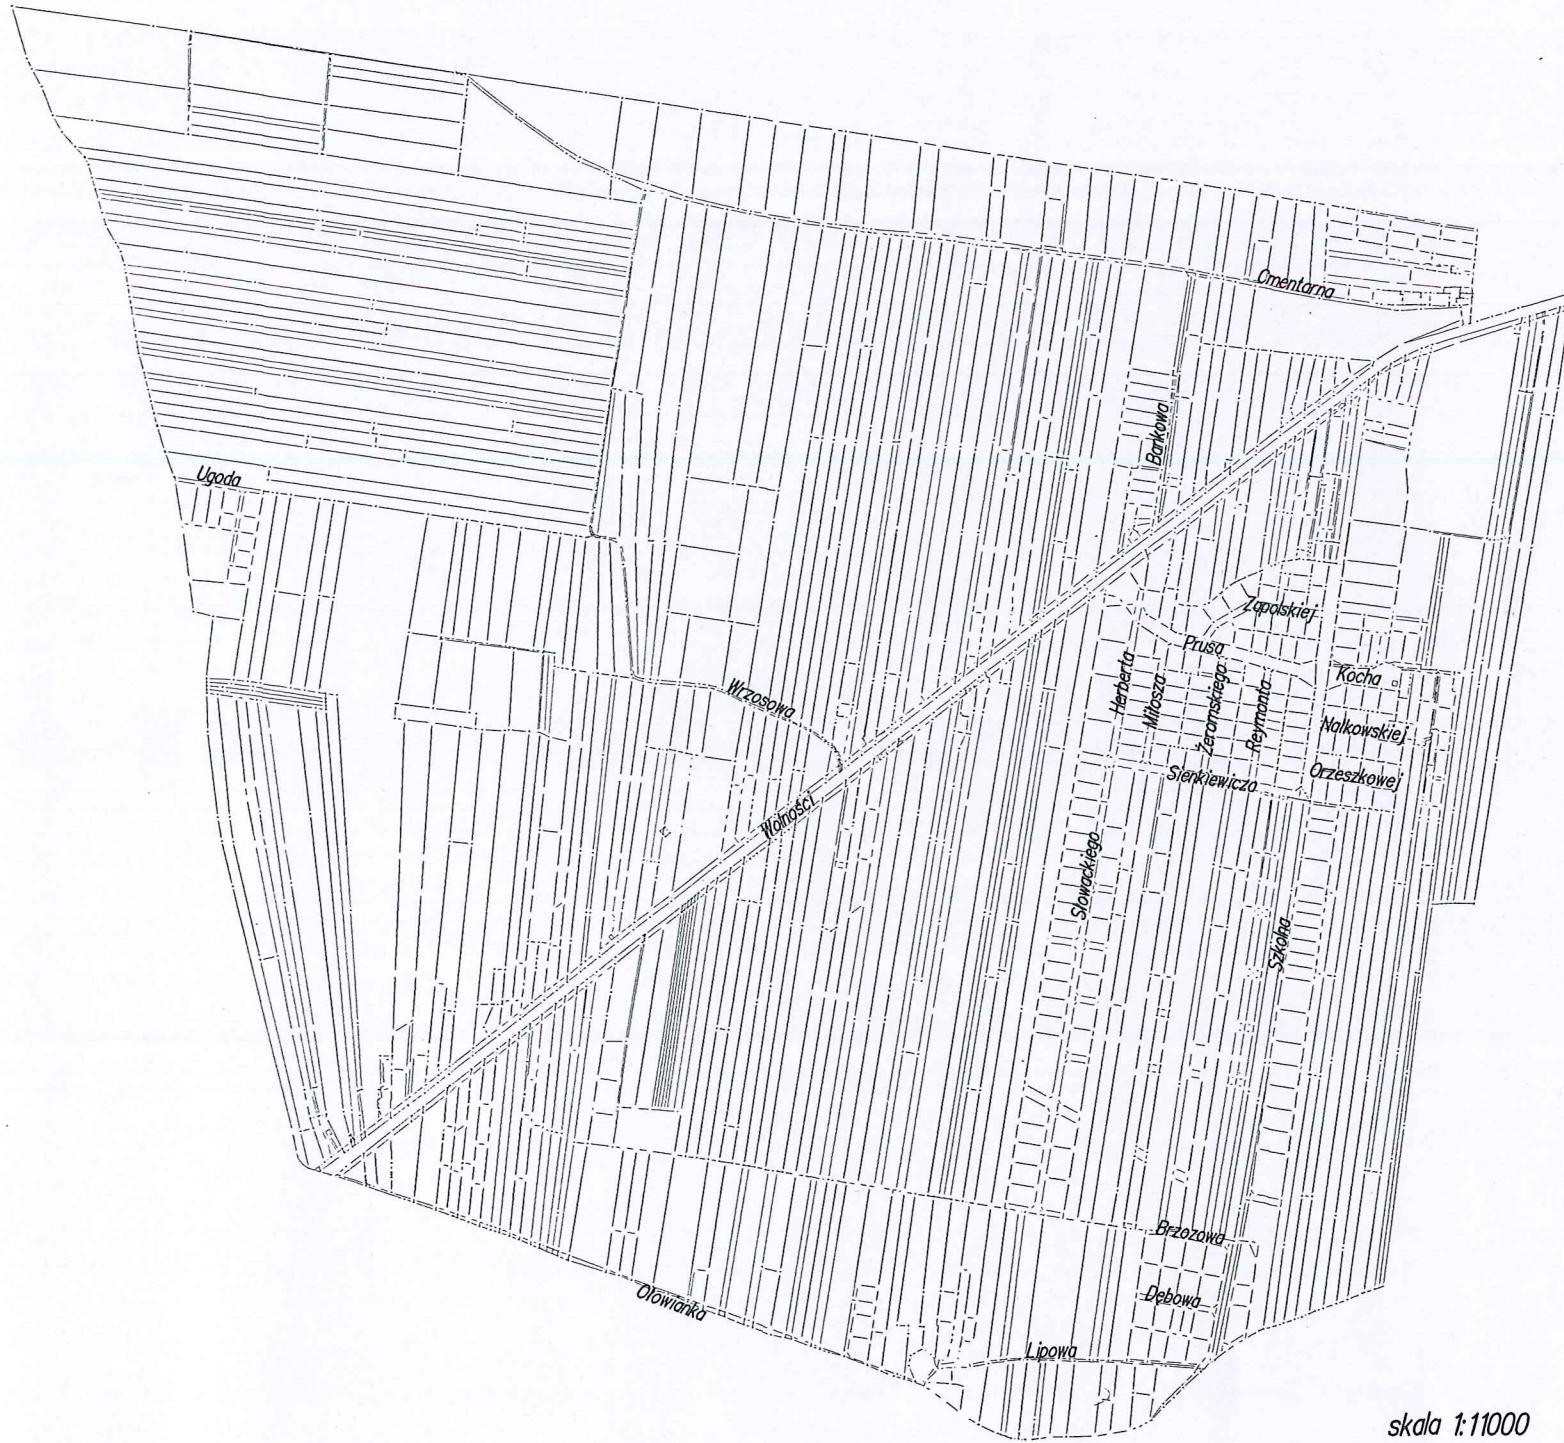 Cmentarna
Bankowa
Ugoda
Zapolskiej
Prusa
Kocha
Herberta
Miłosza
Żeromskiego
Reymonta
Wrzosowa
Nałkowskiej
Sienkiewicza
Orzeszkowej
Wolności
Słowackiego
Szkolna
Brzozowa
Ołowianka
Dębowa
Lipowa
skala 1:11000